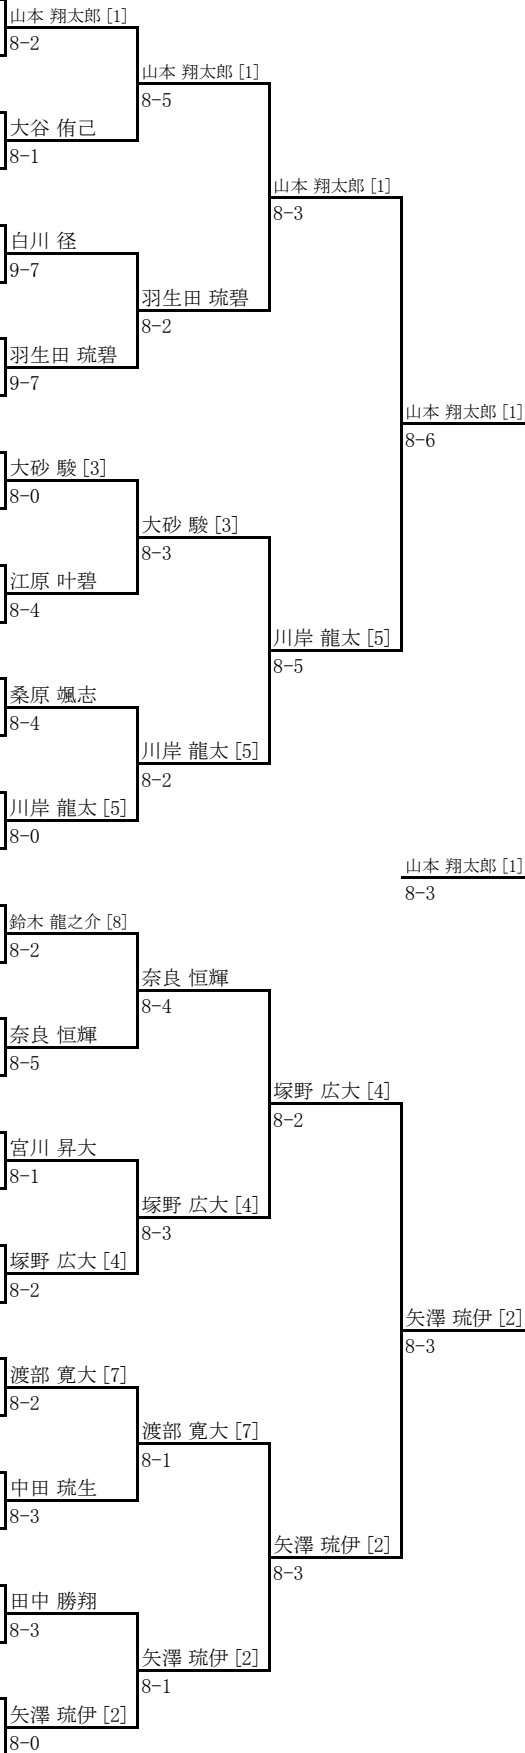 山本 翔太郎 [1]
8-2
山本 翔太郎 [1]
8-5
大谷 侑己
8-1
山本 翔太郎 [1]
8-3
白川 径
9-7
羽生田 琉碧
8-2
羽生田 琉碧
9-7
山本 翔太郎 [1]
8-6
大砂 駿 [3]
8-0
大砂 駿 [3]
8-3
江原 叶碧
8-4
川岸 龍太 [5]
8-5
桑原 颯志
8-4
川岸 龍太 [5]
8-2
川岸 龍太 [5]
8-0
山本 翔太郎 [1]
8-3
鈴木 龍之介 [8]
8-2
奈良 恒輝
8-4
奈良 恒輝
8-5
塚野 広大 [4]
8-2
宮川 昇大
8-1
塚野 広大 [4]
8-3
塚野 広大 [4]
8-2
矢澤 琉伊 [2]
8-3
渡部 寛大 [7]
8-2
渡部 寛大 [7]
8-1
中田 琉生
8-3
矢澤 琉伊 [2]
8-3
田中 勝翔
8-3
矢澤 琉伊 [2]
8-1
矢澤 琉伊 [2]
8-0